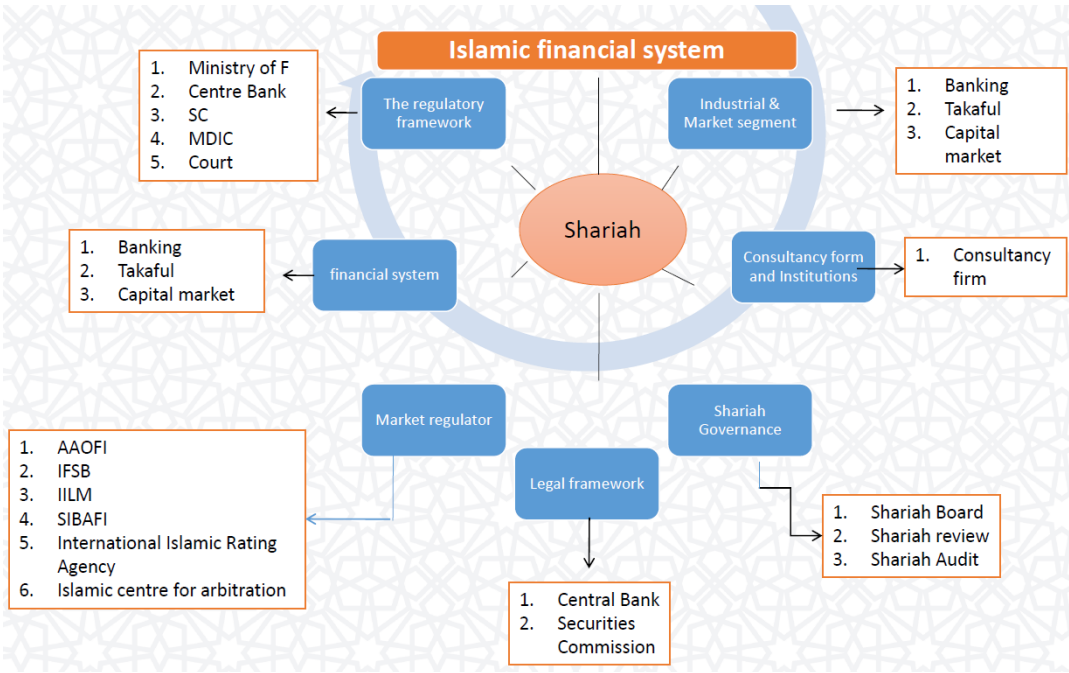 Islamic financial system
1. Ministry of F
2. Centre Bank
3. SC
4. MDIC
5. Court
The regulatory
framework
Industrial &
Market segment
1. Banking
2. Takaful
3. Capital
market
Shariah
1. Banking
2. Takaful
3. Capital market
financial system
Consultancy form
and Institutions
1. Consultancy
firm
Market regulator
Shariah
Governance
1. AAOFI
2. IFSB
3. IILM
4. SIBAFI
5. International Islamic Rating
Agency
6. Islamic centre for arbitration
Legal framework
1. Shariah Board
2. Shariah review
3. Shariah Audit
1. Central Bank
2. Securities
Commission